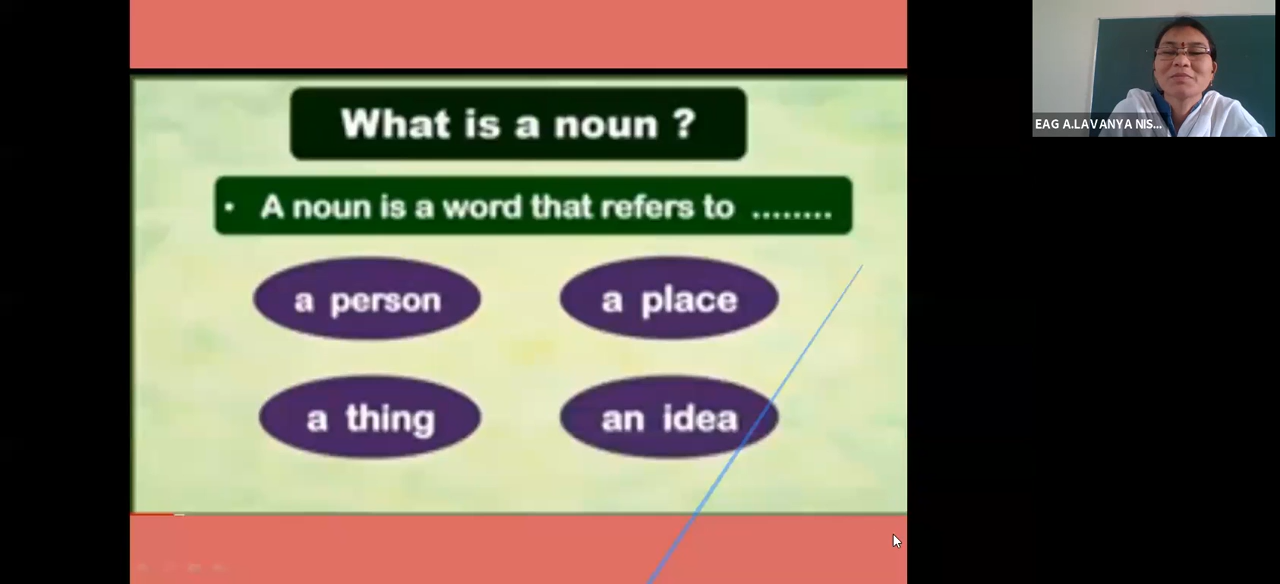 What is a noun ?
• A noun is a word that refers to ........
a person
a place
a thing
an idea
EAG A.LAVANYA NIS...